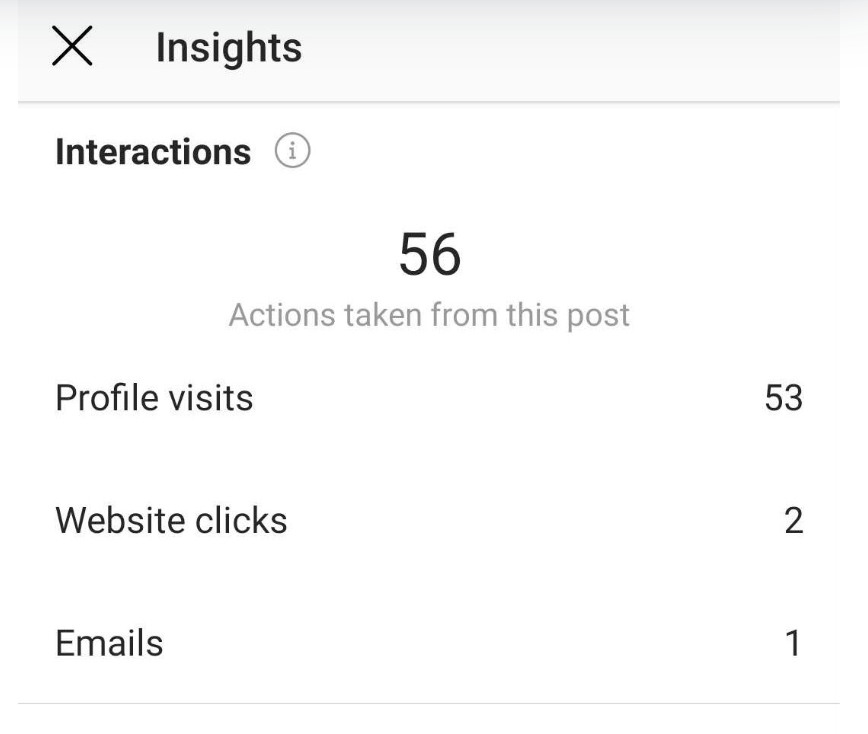 Insights
Interactions
56
Actions taken from this post
Profile visits 53
Website clicks 2
Emails 1